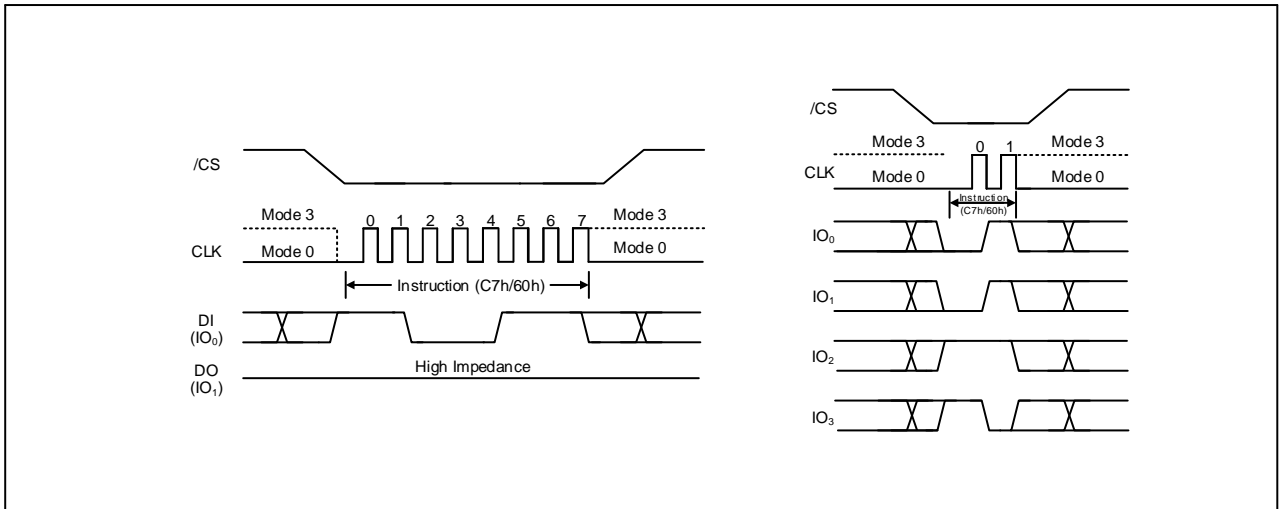 /CS
Mode 3
0 1 2 3 4 5 6 7
Mode 3
CLK
Mode 0
Mode 0
Instruction (C7h/60h)
DI
(IO0)
High Impedance
DO
(IO1)
/CS
Mode 3
0 1
Mode 3
CLK
Mode 0
Mode 0
Instruction
(C7h/60h)
IO0
IO1
IO2
IO3